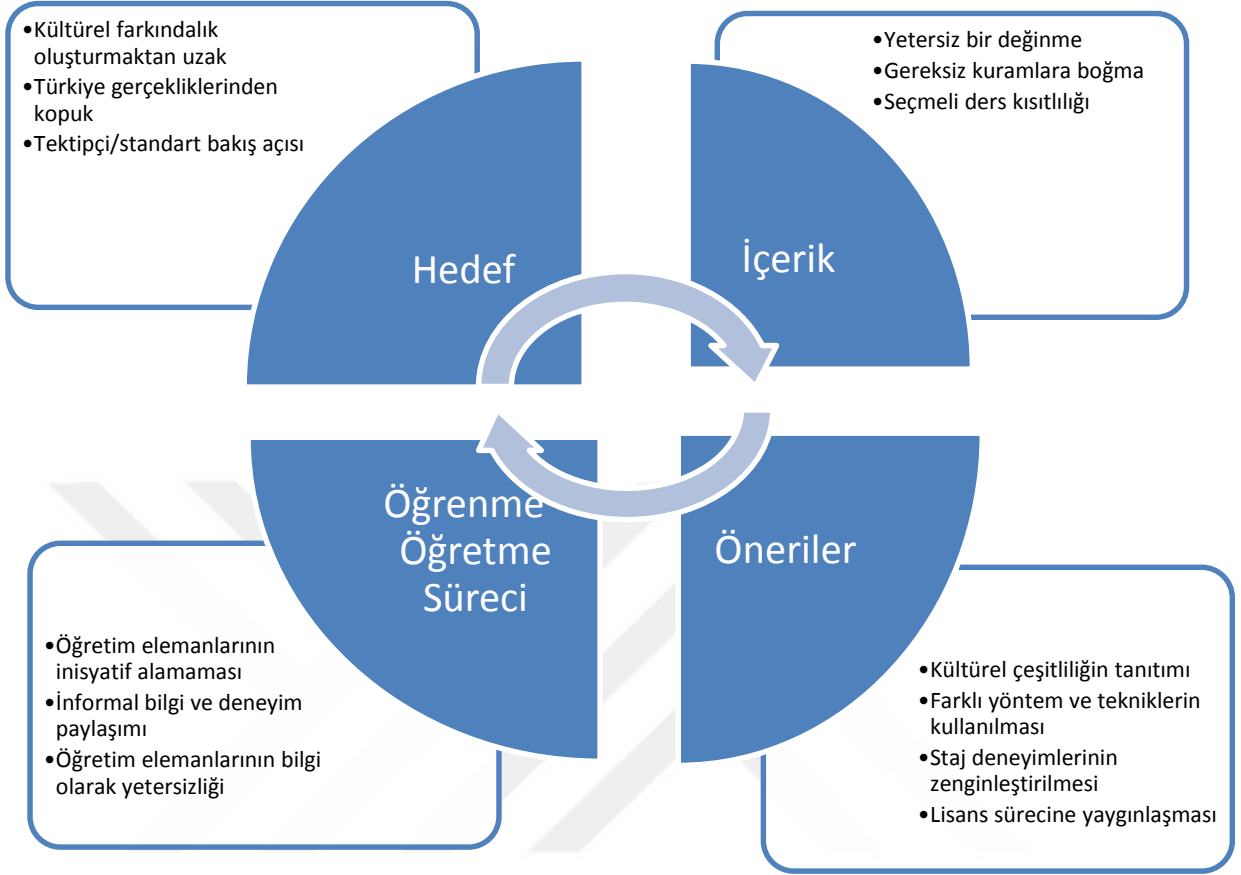 •Kültürel farkındalık
oluşturmaktan uzak
•Türkiye gerçekliklerinden
kopuk
•Tektipçi/standart bakış açısı
•Yetersiz bir değinme
•Gereksiz kuramlara boğma
•Seçmeli ders kısıtlılığı
Hedef
İçerik
Öğrenme
Öğretme
Süreci
Öneriler
•Öğretim elemanlarının
inisyatif alamaması
•İnformal bilgi ve deneyim
paylaşımı
•Öğretim elemanlarının bilgi
olarak yetersizliği
•Kültürel çeşitliliğin tanıtımı
•Farklı yöntem ve tekniklerin
kullanılması
•Staj deneyimlerinin
zenginleştirilmesi
•Lisans sürecine yaygınlaşması